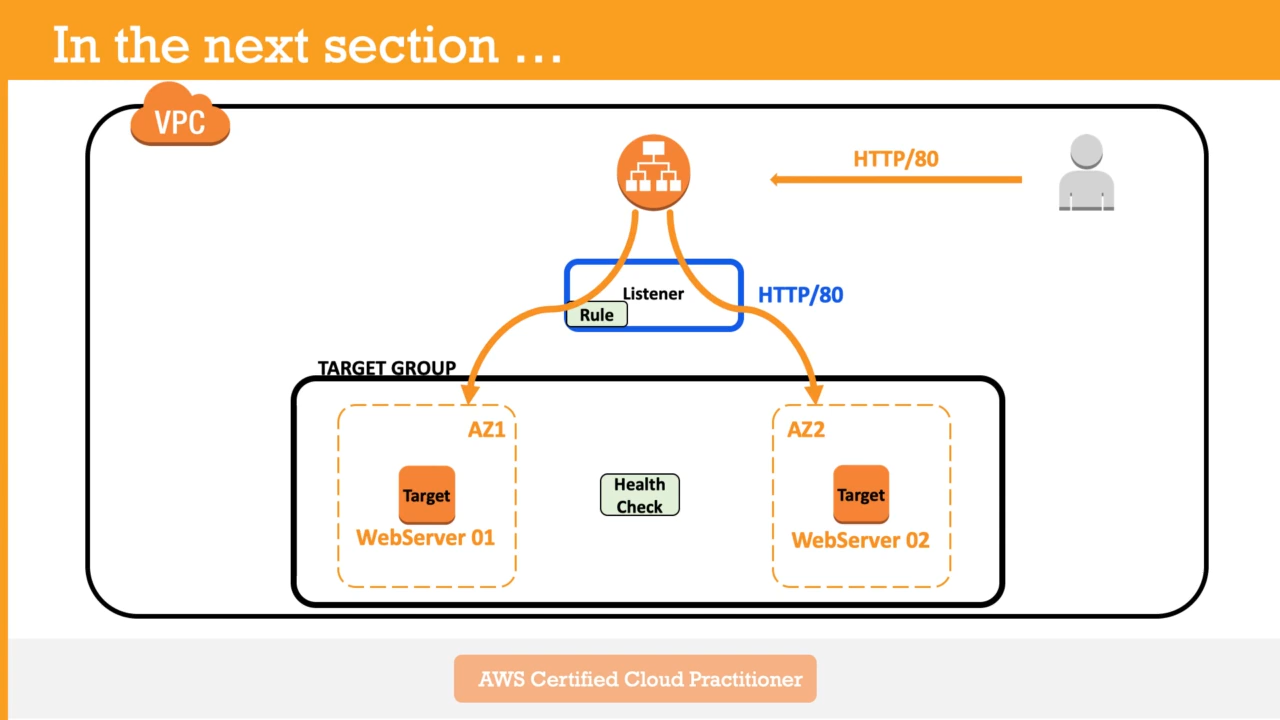 In the next section ...
VPC
HTTP/80
Listener
HTTP/80
Rule
TARGET GROUP
AZ1
AZ2
Health
Check
Target
Target
WebServer 01
WebServer 02
AWS Certified Cloud Practitioner